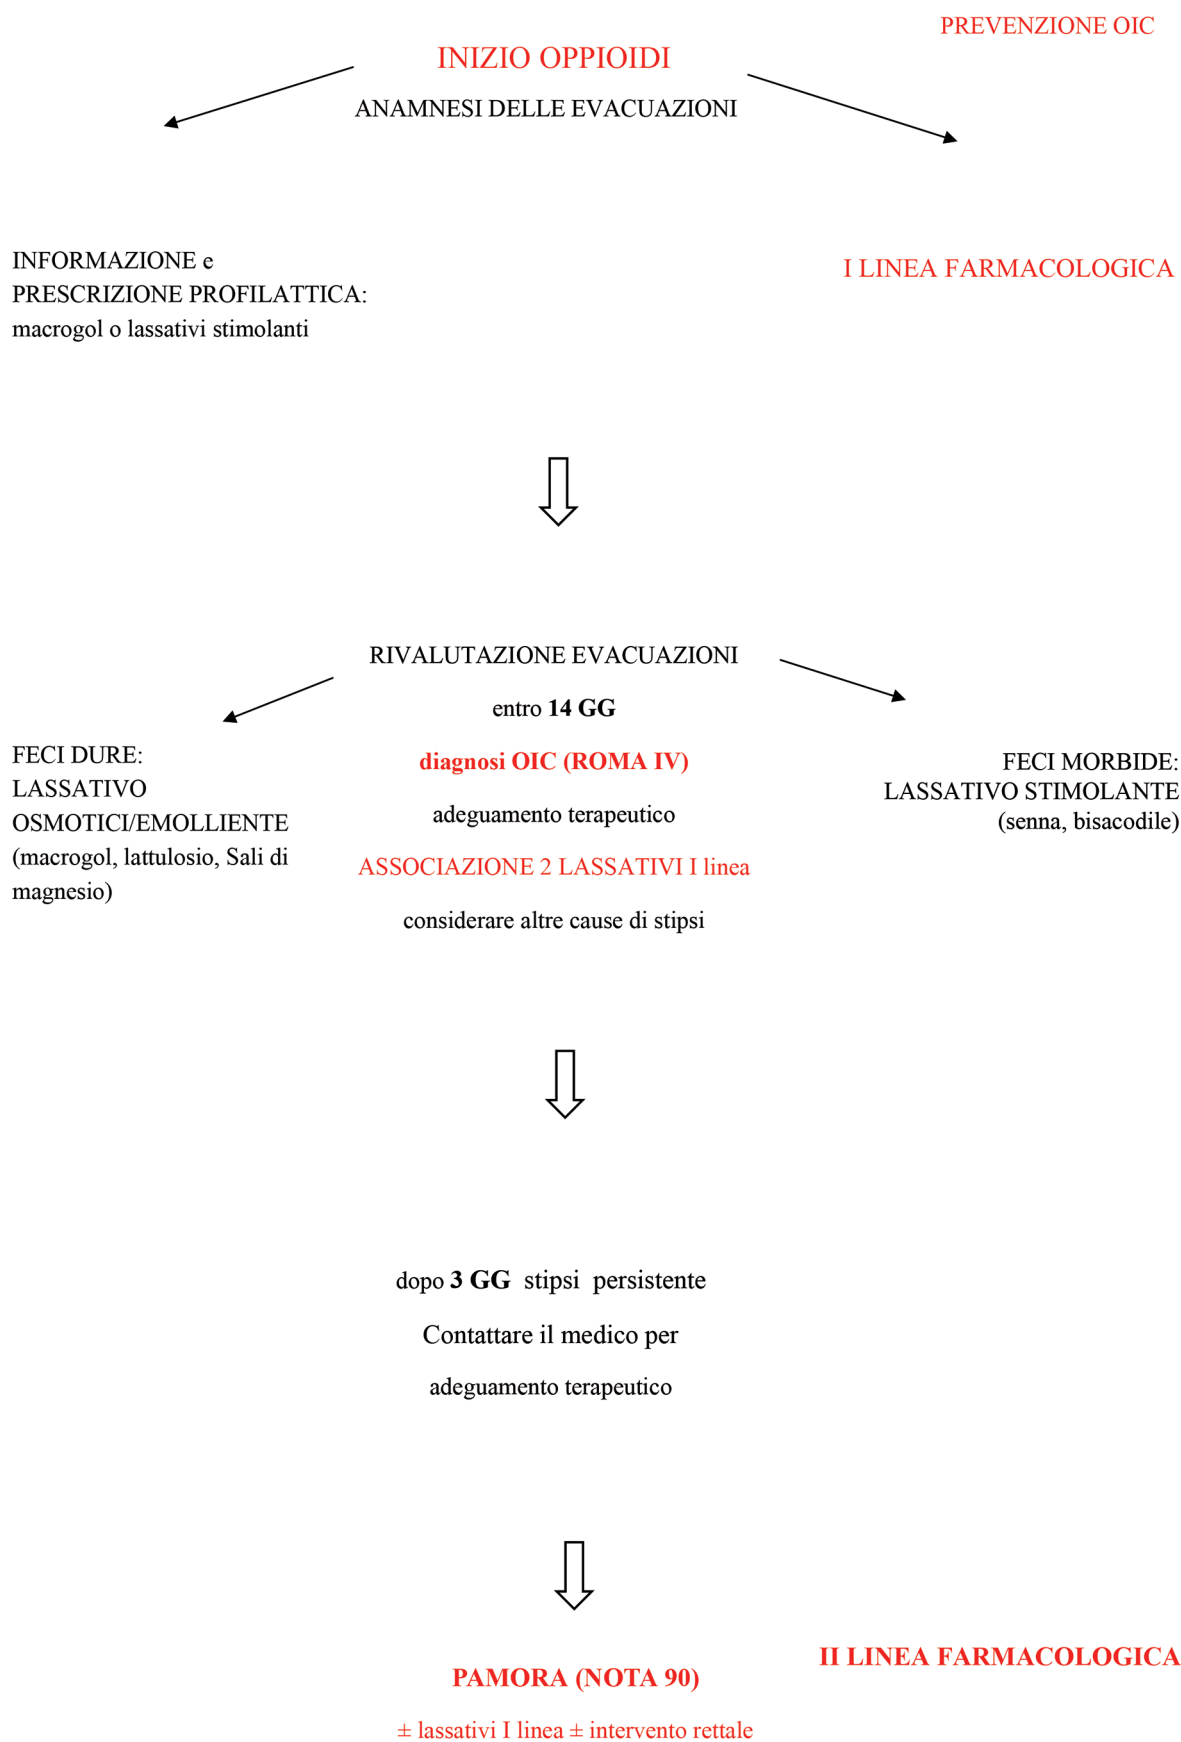 PREVENZIONE OIC
INIZIO OPPIOIDI
ANAMNESI DELLE EVACUAZIONI
INFORMAZIONE e
PRESCRIZIONE PROFILATTICA:
macrogol o lassativi stimolanti
I LINEA FARMACOLOGICA
RIVALUTAZIONE EVACUAZIONI
entro 14 GG
diagnosi OIC (ROMA IV)
adeguamento terapeutico
ASSOCIAZIONE 2 LASSATIVI I linea
considerare altre cause di stipsi
FECI DURE:
LASSATIVO
OSMOTICI/EMOLLIENTE
(macrogol, lattulosio, Sali di
magnesio)
FECI MORBIDE:
LASSATIVO STIMOLANTE
(senna, bisacodile)
dopo 3 GG stipsi persistente
Contattare il medico per
adeguamento terapeutico
II LINEA FARMACOLOGICA
PAMORA (NOTA 90)
± lassativi I linea ± intervento rettale